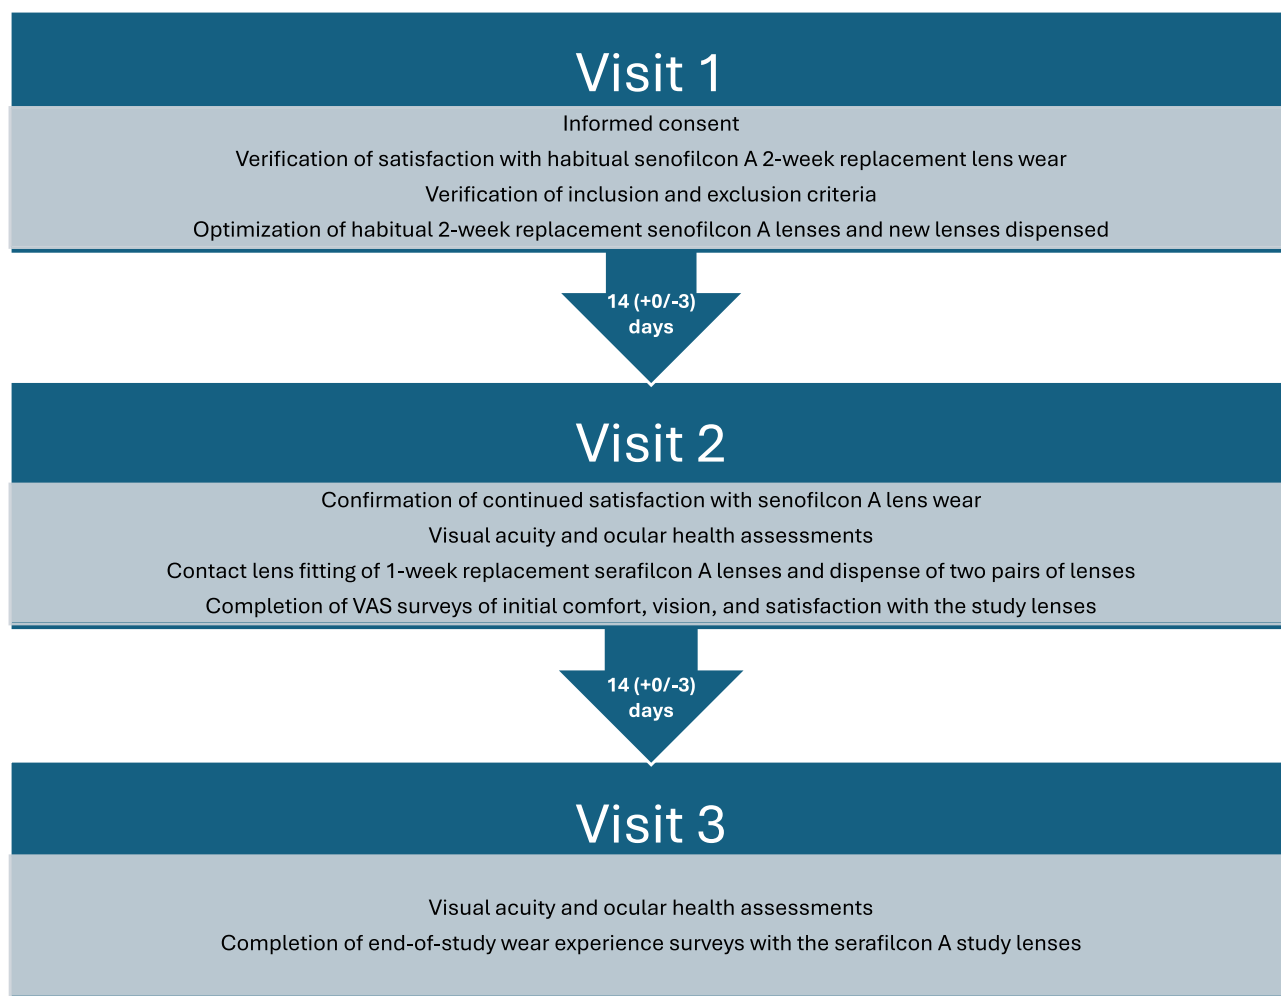 Visit 1
Informed consent
Verification of satisfaction with habitual senofilcon A 2-week replacement lens wear
Verification of inclusion and exclusion criteria
Optimization of habitual 2-week replacement senofilcon A lenses and new lenses dispensed
14 (+0/-3)
days
Visit 2
Confirmation of continued satisfaction with senofilcon A lens wear
Visual acuity and ocular health assessments
Contact lens fitting of 1-week replacement serafilcon A lenses and dispense of two pairs of lenses
Completion of VAS surveys of initial comfort, vision, and satisfaction with the study lenses
14 (+0/-3)
days
Visit 3
Visual acuity and ocular health assessments
Completion of end-of-study wear experience surveys with the serafilcon A study lenses